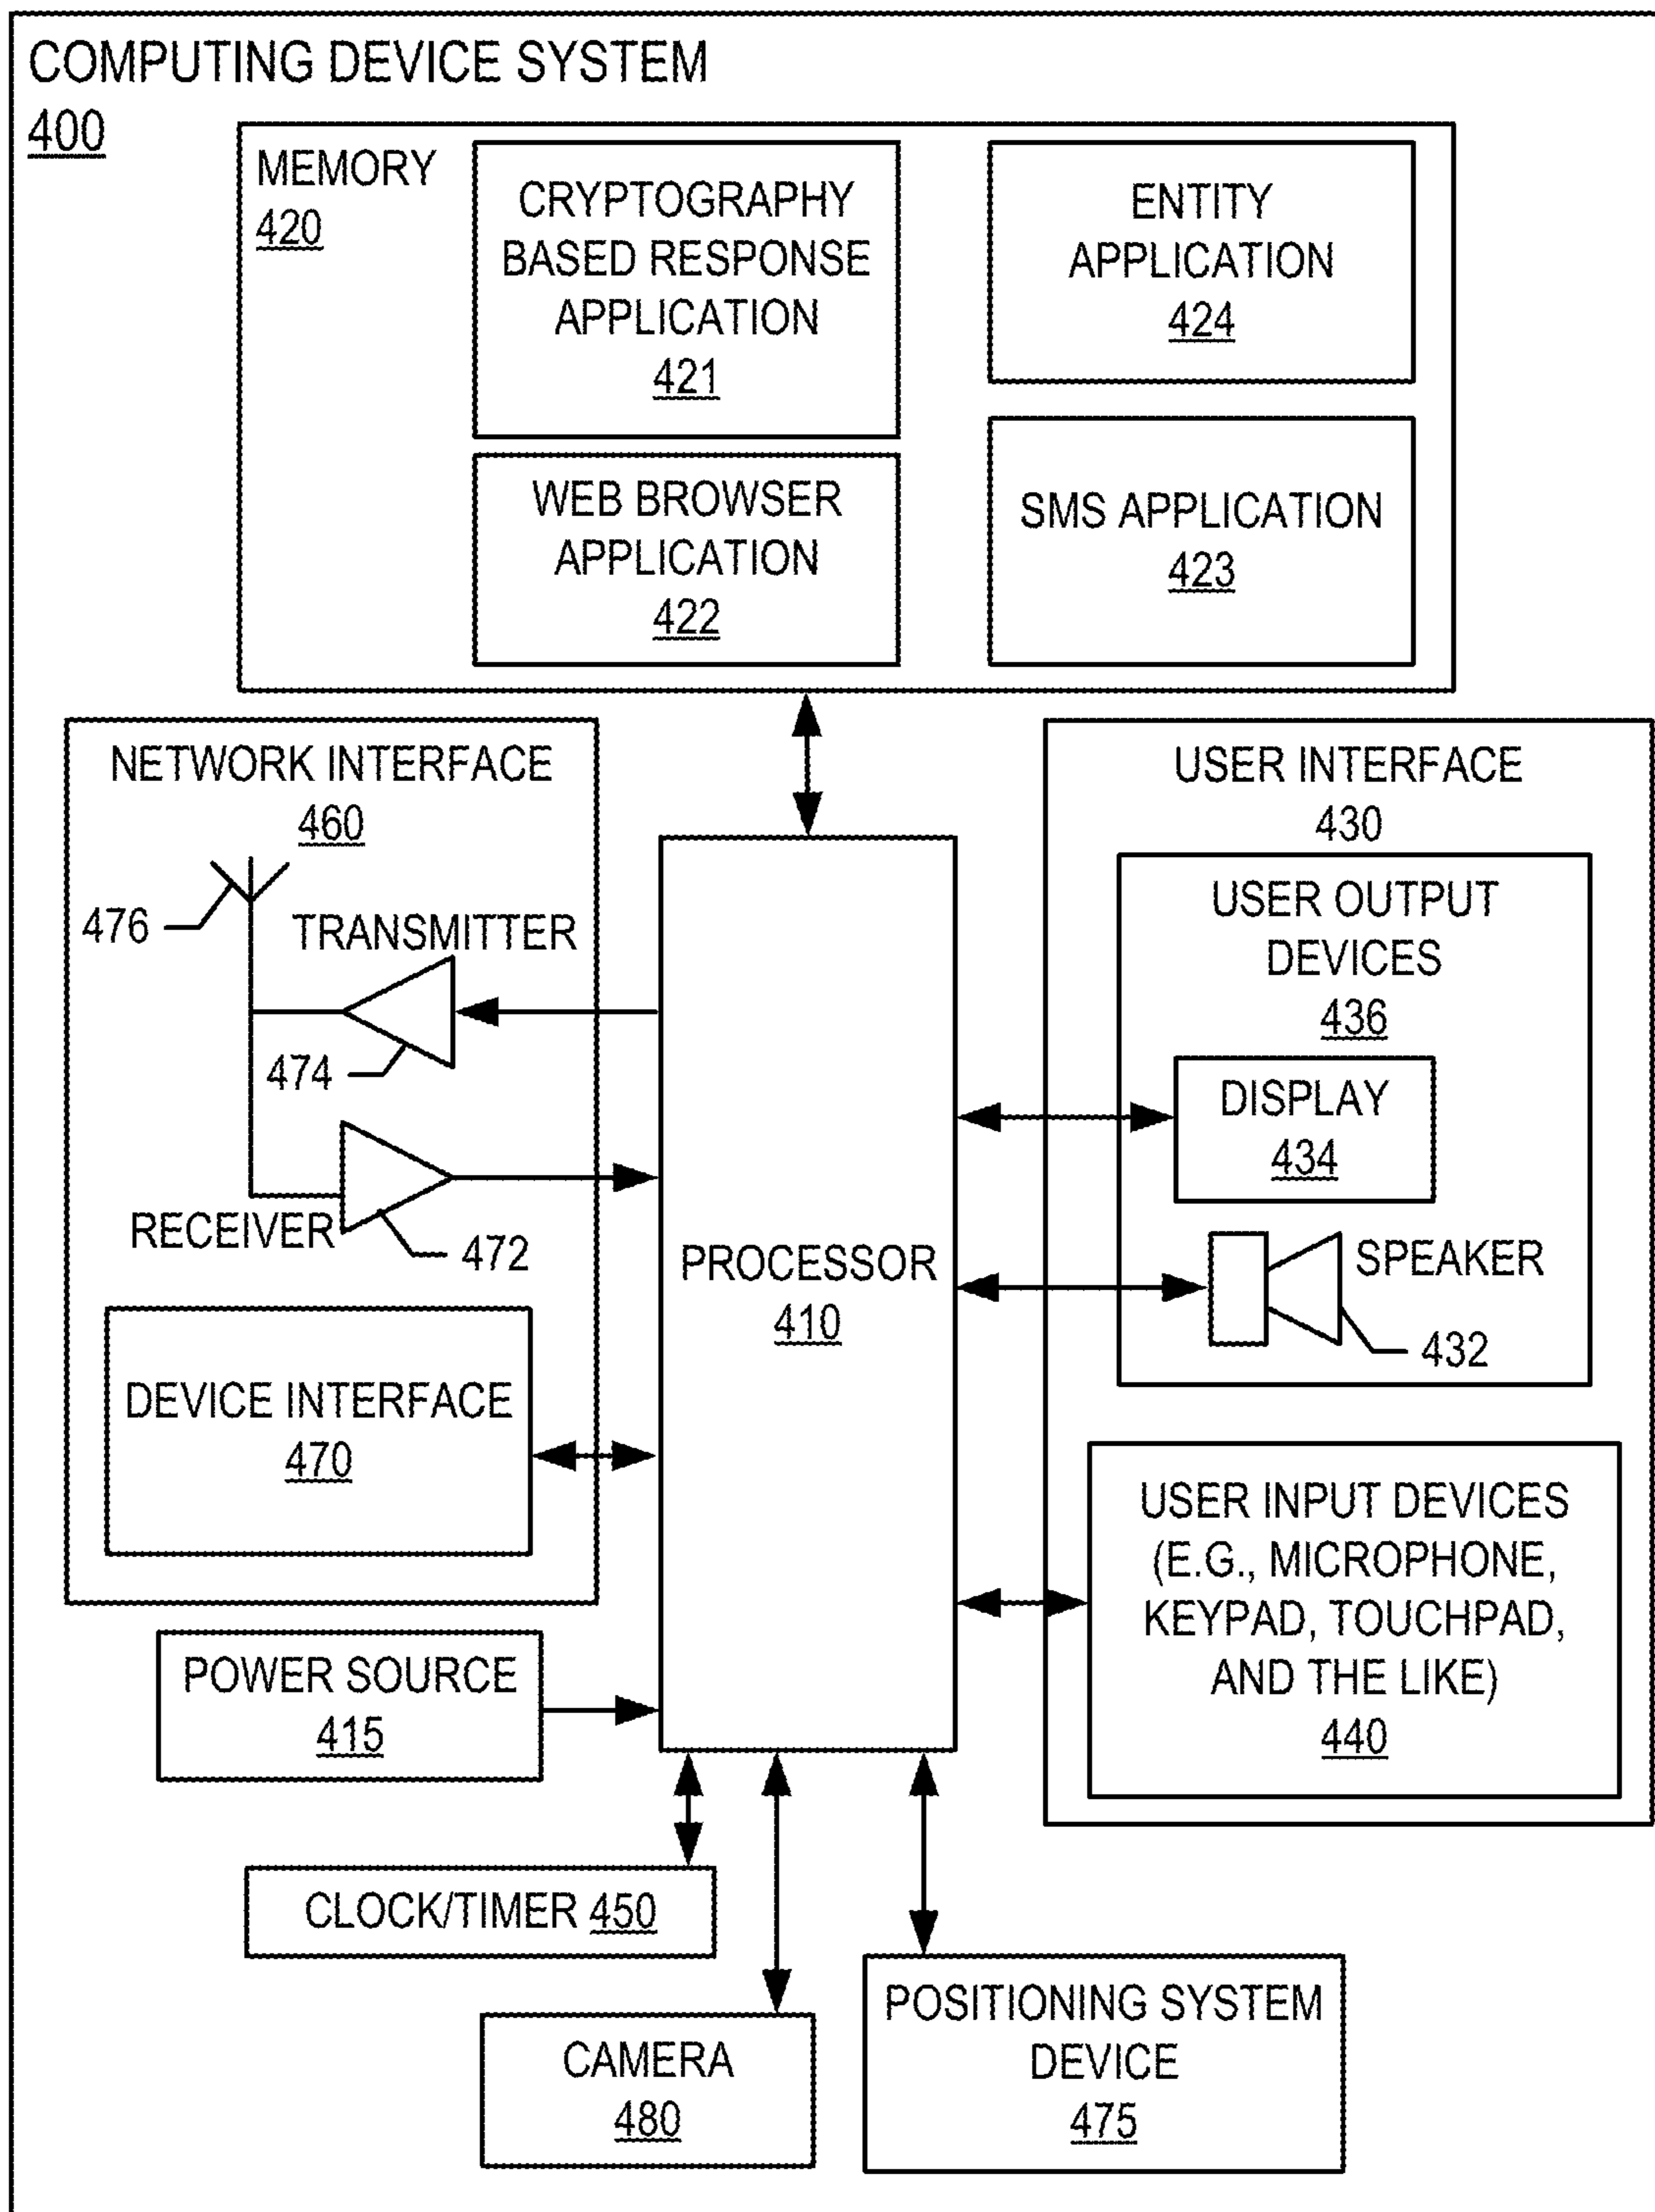 COMPUTING DEVICE SYSTEM
400
MEMORY
420
CRYPTOGRAPHY
BASED RESPONSE
APPLICATION
421
ENTITY
APPLICATION
424
WEB BROWSER
APPLICATION
422
SMS APPLICATION
423
NETWORK INTERFACE
460
476
TRANSMITTER
474
RECEIVER
472
DEVICE INTERFACE
470
PROCESSOR
410
USER INTERFACE
430
USER OUTPUT
DEVICES
436
DISPLAY
434
SPEAKER
432
USER INPUT DEVICES
(E.G., MICROPHONE,
KEYPAD, TOUCHPAD,
AND THE LIKE)
440
POWER SOURCE
415
CLOCK/TIMER 450
CAMERA
480
POSITIONING SYSTEM
DEVICE
475